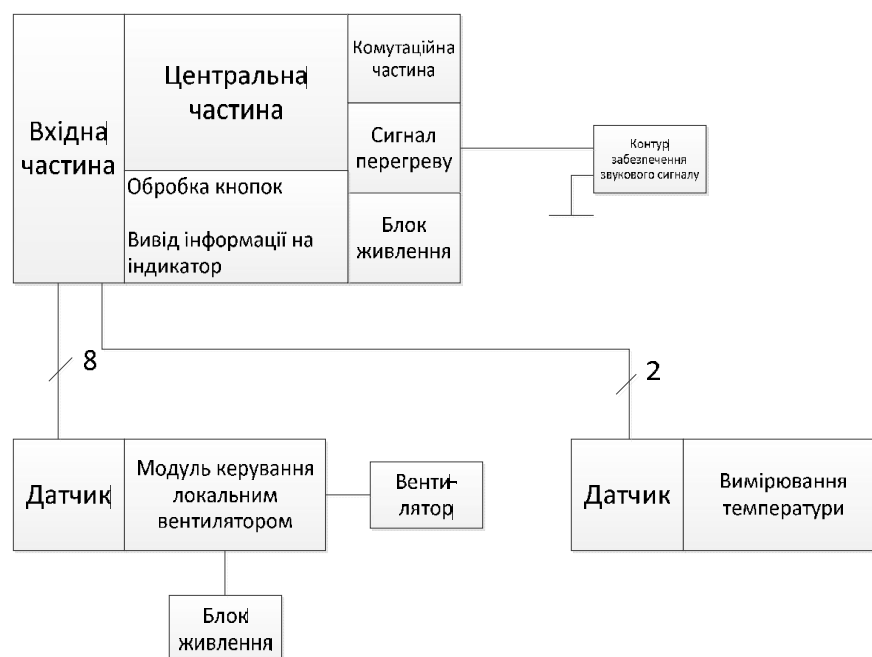 Вхідна
частина
Центральна
частина
Комутаційна
частина
Сигнал
перегреву
Контур
забезпечення
звукового сигналу
Обробка кнопок
Вивід інформації на
індикатор
Блок
живлення
8
2
Датчик
Модуль керування
локальним
вентилятором
Венти-
лятор
Датчик
Вимірювання
температури
Блок
живлення